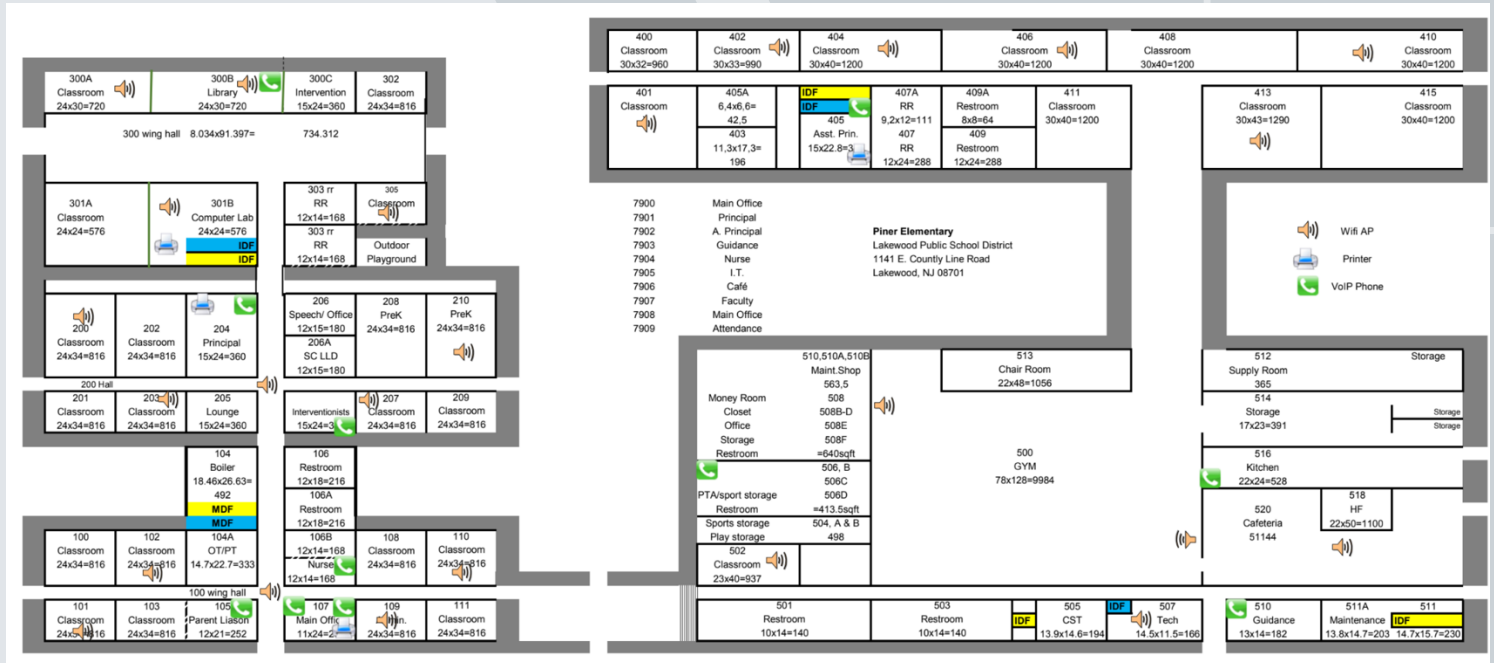 300A
Classroom
24x30=720
300B
Library
24x30=720
300C
Intervention
15x24=360
302
Classroom
24x34=816
300 wing hall 8.034x91.397= 734.312
301A
Classroom
24x24=576
301B
Computer Lab
24x24=576
IDF
IDF
303 rr
RR
12x14=168
303 rr
RR
12x14=168
305
Classroom
Outdoor
Playground
200
Classroom
24x34=816
202
Classroom
24x34=816
204
Principal
15x24=360
206
Speech/ Office
12x15=180
206A
SC LLD
12x15=180
208
PreK
24x34=816
210
PreK
24x34=816
200 Hall
201
Classroom
24x34=816
203
Classroom
24x34=816
205
Lounge
15x24=360
Interventionists
207
Classroom
24x34=816
209
Classroom
24x34=816
104
Boiler
18.46x26.63=
492
MDF
MDF
106
Restroom
12x18=216
106A
Restroom
12x18=216
100
Classroom
24x34=816
102
Classroom
24x34=816
104A
OT/PT
14.7x22.7=333
106B
12x14=168
Nurse
12x14=168
108
Classroom
24x34=816
110
Classroom
24x34=816
100 wing hall
101
Classroom
103
Classroom
24x34=816
105
Parent Liason
12x21=252
107
Main
109
24x34=816
111
Classroom
24x34=816
400
Classroom
30x32=960
402
Classroom
30x33=990
404
Classroom
30x40=1200
406
Classroom
30x40=1200
408
Classroom
30x40=1200
410
Classroom
30x40=1200
401
Classroom
405A
6,4x6,6=
42,5
403
11,3x17,3=
196
IDF
IDF
405
Asst. Prin.
407A
RR
9,2x12=111
407
RR
12x24=288
409A
Restroom
8x8=64
409
Restroom
12x24=288
411
Classroom
30x40=1200
413
Classroom
30x43=1290
415
Classroom
30x40=1200
7900 Main Office
7901 Principal
7902 A. Principal
7903 Guidance
7904 Nurse
7905 I.T.
7906 Café
7907 Faculty
7908 Main Office
7909 Attendance
Piner Elementary
Lakewood Public School District
1141 E. Countly Line Road
Lakewood, NJ 08701
Wifi AP
Printer
VoIP Phone
510,510A,510B
Maint.Shop
563,5
Money Room 508
Closet 508B-D
Office 508E
Storage 508F
Restroom =640sqft
506, B
506C
PTA/sport storage 506D
Restroom =413.5sqft
Sports storage 504, A & B
Play storage 498
502
Classroom
23x40=937
513
Chair Room
22x48=1056
500
GYM
78x128=9984
512 Storage
Supply Room
365
514
Storage
17x23=391
Storage
Storage
516
Kitchen
22x24=528
520
Cafeteria
51144
518
HF
22x50=1100
501
Restroom
10x14=140
503
Restroom
10x14=140
IDF
505
CST
13.9x14.6=194
IDF
507
Tech
14.5x11.5=166
510
Guidance
13x14=182
511A
Maintenance
13.8x14.7=203
511
IDF
14.7x15.7=230